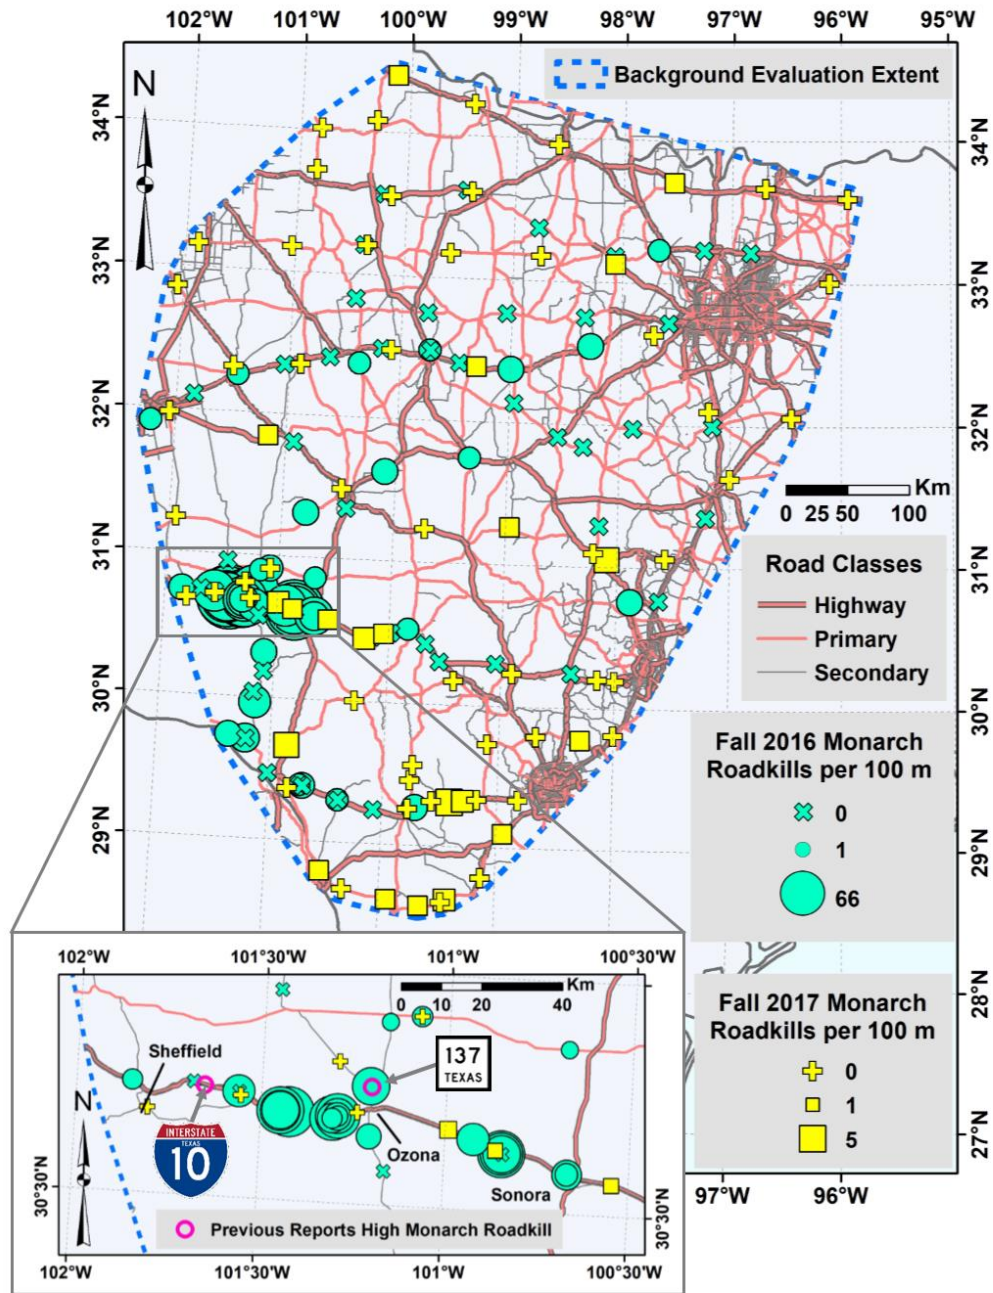 102°W 101°W 100°W 99°W 98°W 97°W 96°W 95°W
N
Background Evaluation Extent
34°N
34°N
33°N
33°N
32°N
32°N
Km
0 25 50 100
31°N
31°N
Road Classes
Highway
Primary
Secondary
30°N
30°N
Fall 2016 Monarch
Roadkills per 100 m
0
1
66
29°N
29°N
28°N
Fall 2017 Monarch
Roadkills per 100 m
0
1
5
27°N
97°W 96°W
102°W 101°30'W 101°W 100°30'W
Km
0 10 20 40
Sheffield
137
TEXAS
N
INTERSTATE
TEXAS
10
Ozona
Sonora
30°30'N
30°30'N
Previous Reports High Monarch Roadkill
102°W 101°30'W 101°W 100°30'W